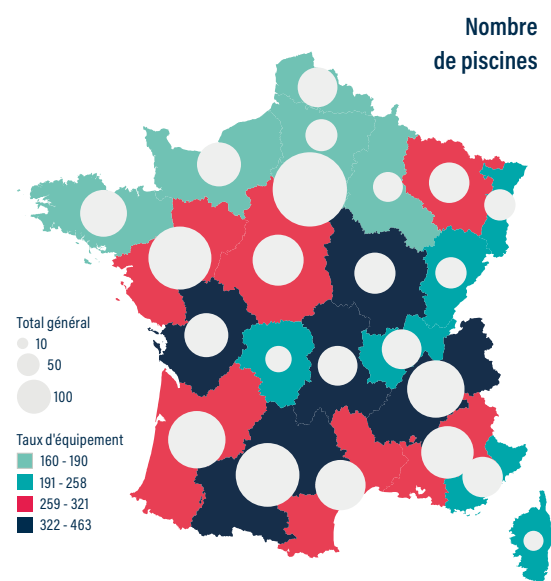 Nombre
de piscines
Total général
10
50
100
Taux d'équipement
160 - 190
191 - 258
259 - 321
322 - 463